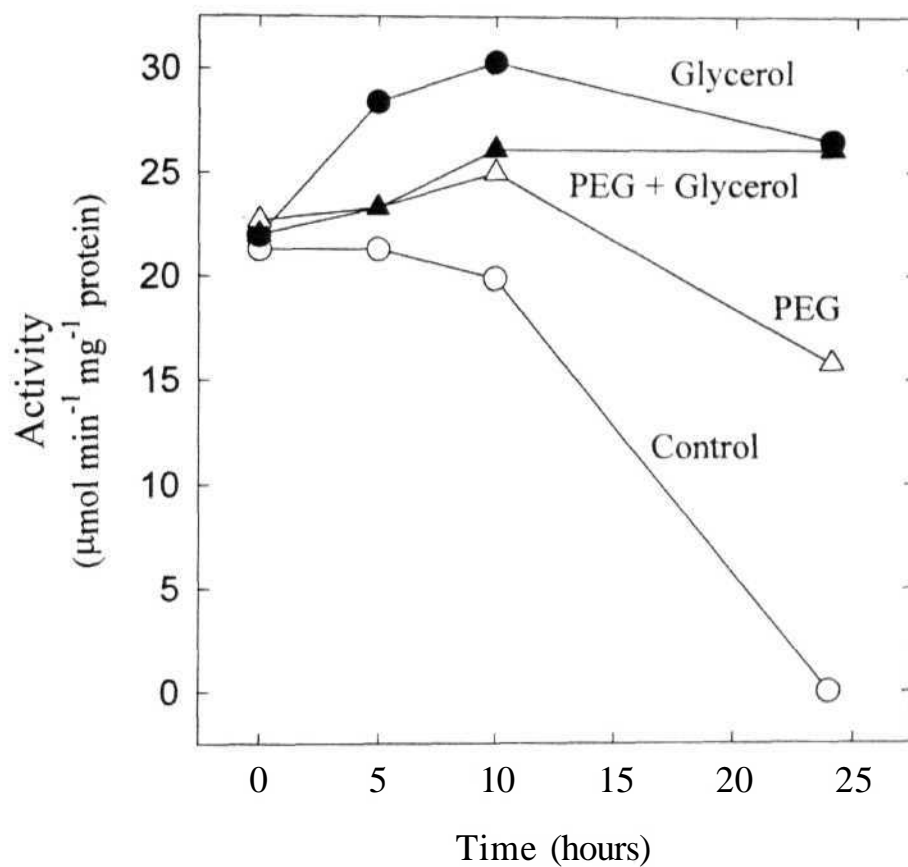 30
25
20
15
10
5
0
Activity
(μmol min⁻¹ mg⁻¹ protein)
Glycerol
PEG + Glycerol
PEG
Control
0 5 10 15 20 25
Time (hours)